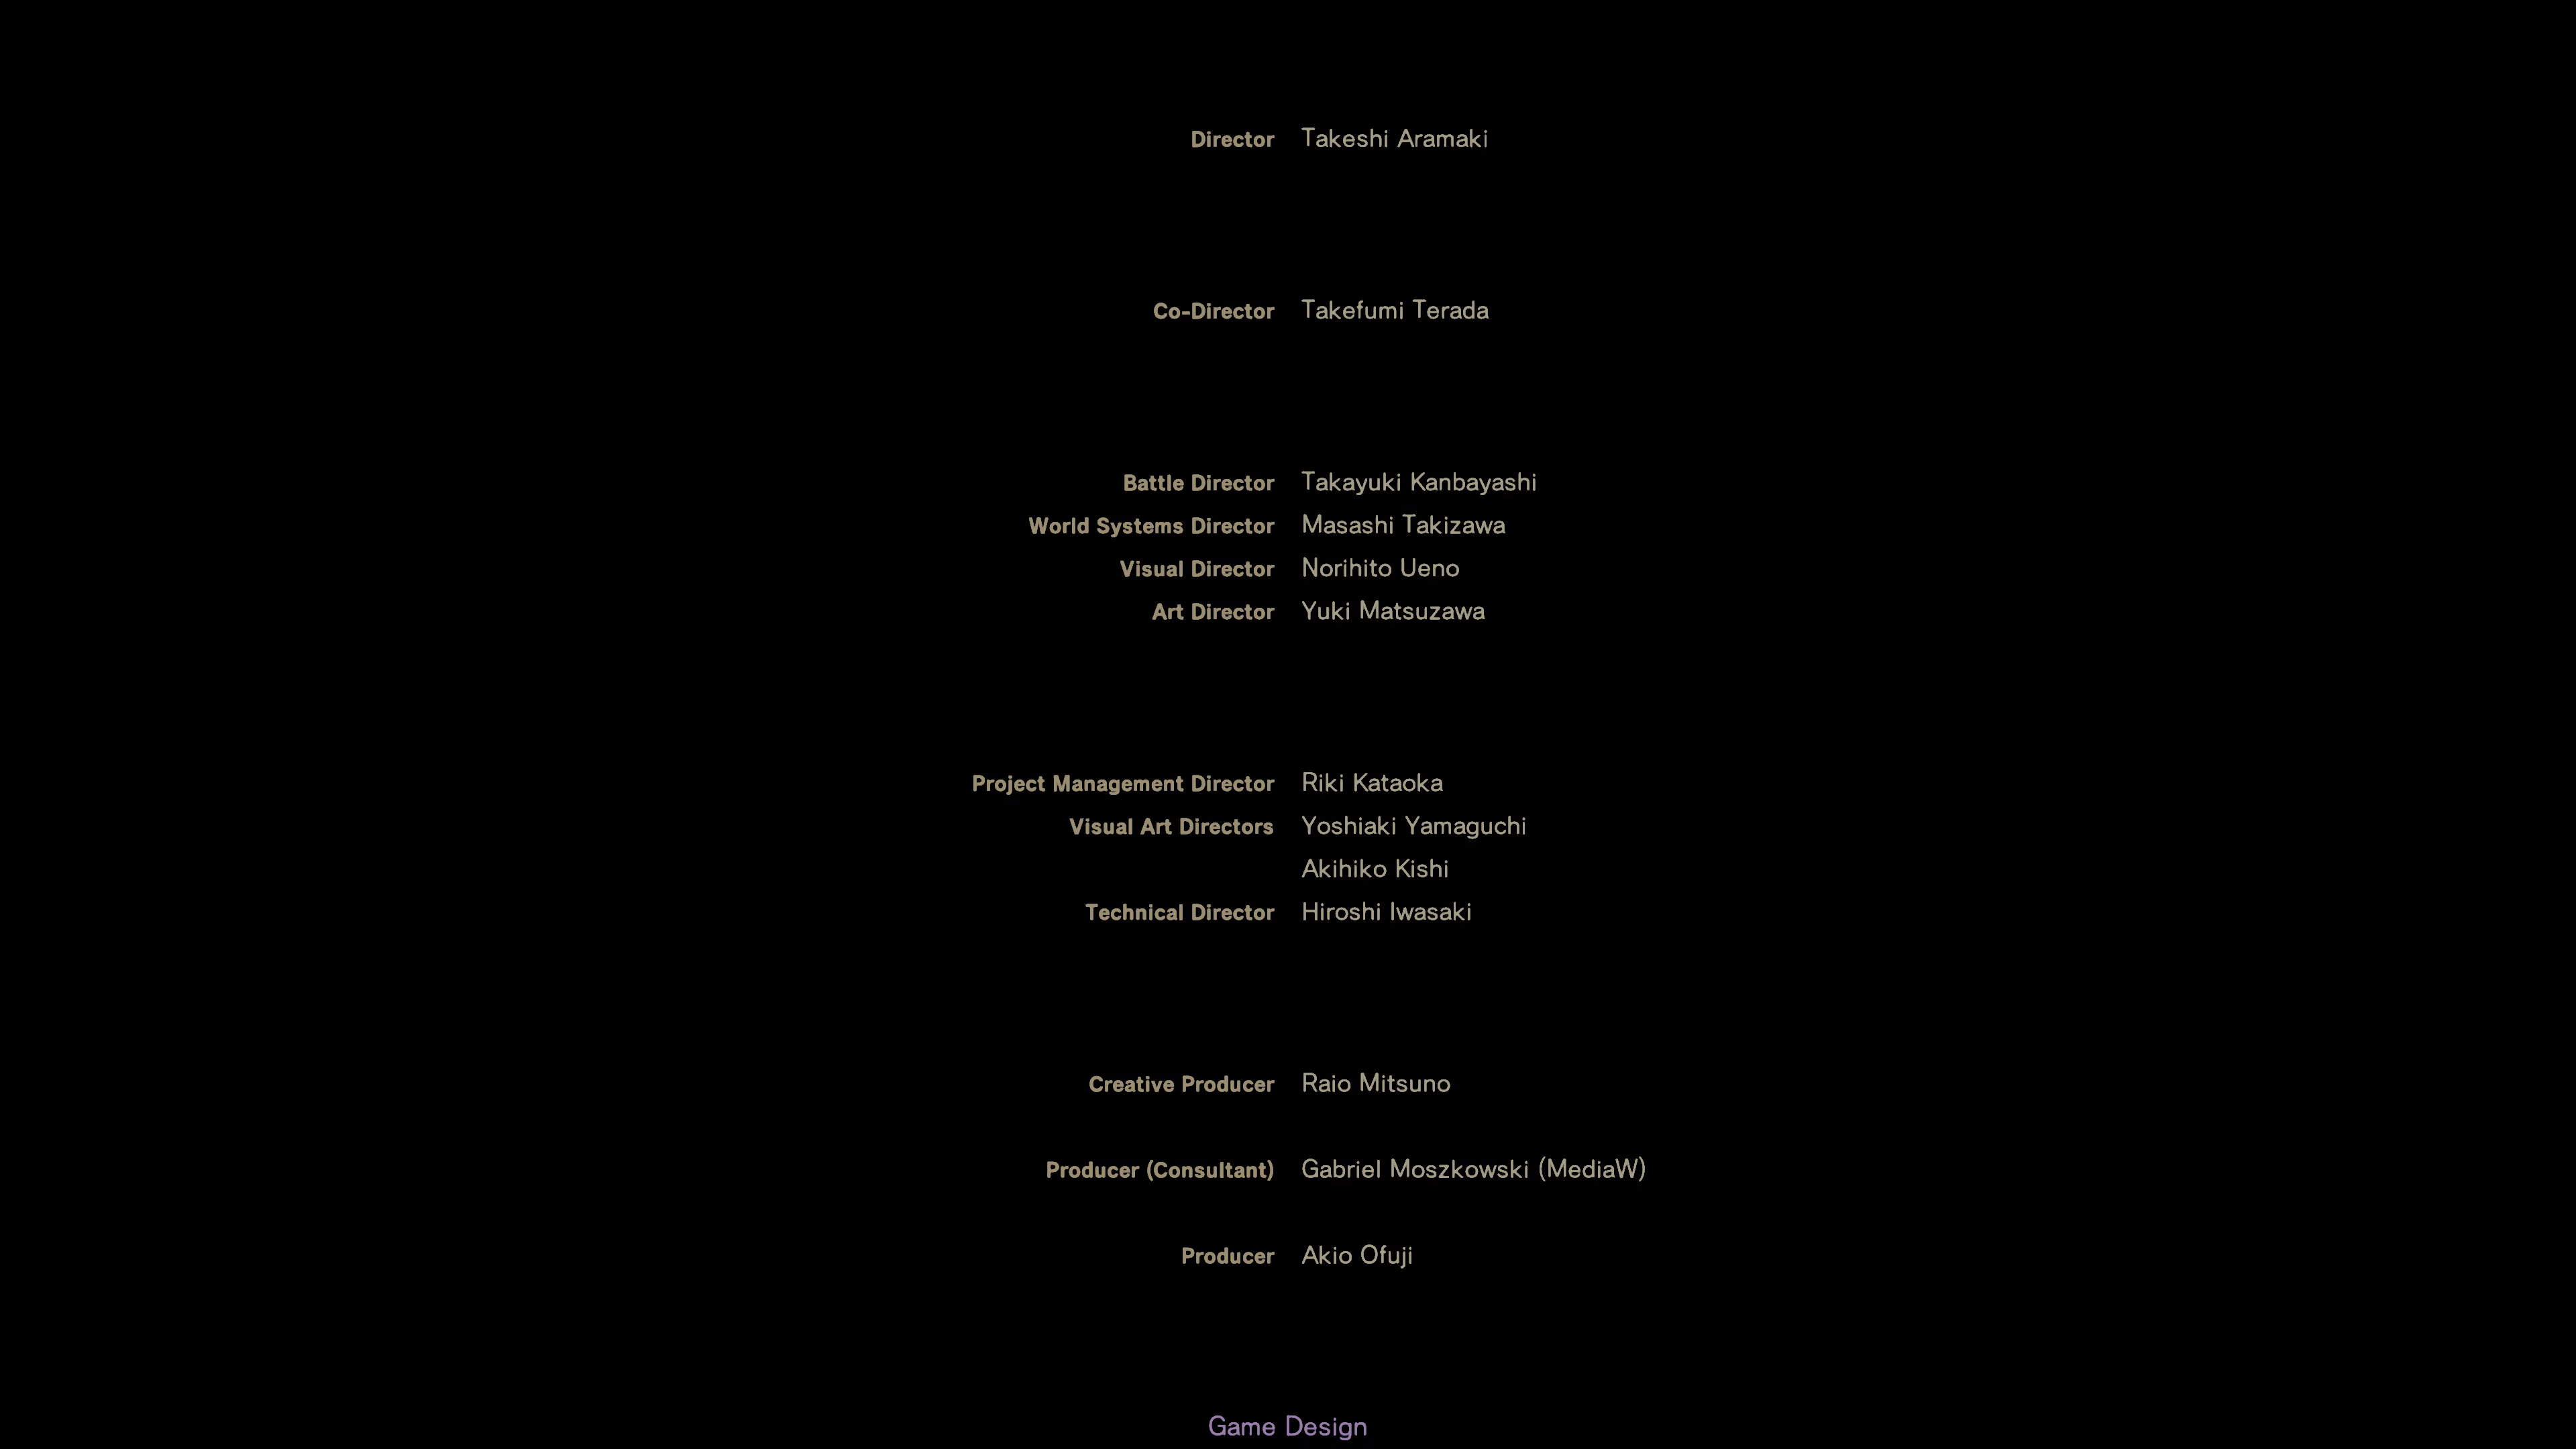 Director Takeshi Aramaki
Co-Director Takefumi Terada
Battle Director Takayuki Kanbayashi
World Systems Director Masashi Takizawa
Visual Director Norihito Ueno
Art Director Yuki Matsuzawa
Project Management Director Riki Kataoka
Visual Art Directors Yoshiaki Yamaguchi
Akihiko Kishi
Technical Director Hiroshi Iwasaki
Creative Producer Raio Mitsuno
Producer (Consultant) Gabriel Moszkowski (MediaW)
Producer Akio Ofuji
Game Design